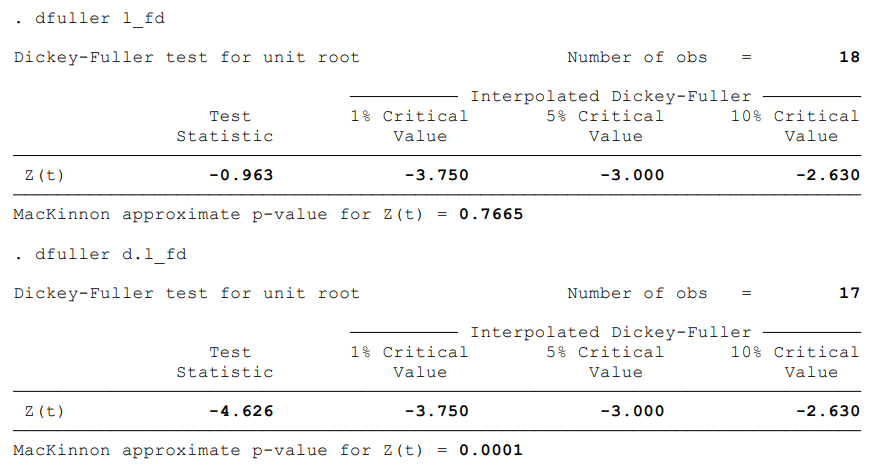 . dfuller l_fd
Dickey-Fuller test for unit root Number of obs = 18
Interpolated Dickey-Fuller
Test 1% Critical 5% Critical 10% Critical
Statistic Value Value Value
Z(t) -0.963 -3.750 -3.000 -2.630
MacKinnon approximate p-value for Z(t) = 0.7665
. dfuller d.l_fd
Dickey-Fuller test for unit root Number of obs = 17
Interpolated Dickey-Fuller
Test 1% Critical 5% Critical 10% Critical
Statistic Value Value Value
Z(t) -4.626 -3.750 -3.000 -2.630
MacKinnon approximate p-value for Z(t) = 0.0001